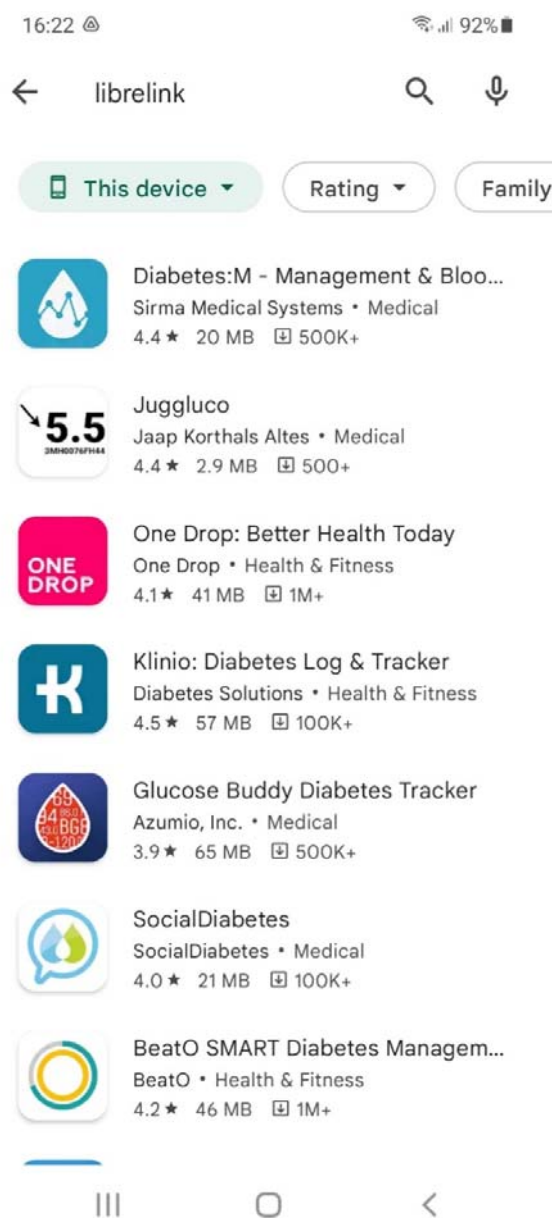 16:22 92%
librelink
This device Rating Family
Diabetes:M - Management & Bloo...
Sirma Medical Systems • Medical
4.4 ★ 20 MB 500K+
5.5
3MH0076FH44
Juggluco
Jaap Korthals Altes • Medical
4.4 ★ 2.9 MB 500+
ONE
DROP
One Drop: Better Health Today
One Drop • Health & Fitness
4.1 ★ 41 MB 1M+
Klinio: Diabetes Log & Tracker
Diabetes Solutions • Health & Fitness
4.5 ★ 57 MB 100K+
BGE
Glucose Buddy Diabetes Tracker
Azumio, Inc. • Medical
3.9 ★ 65 MB 500K+
SocialDiabetes
SocialDiabetes • Medical
4.0 ★ 21 MB 100K+
BeatO SMART Diabetes Managem...
BeatO • Health & Fitness
4.2 ★ 46 MB 1M+